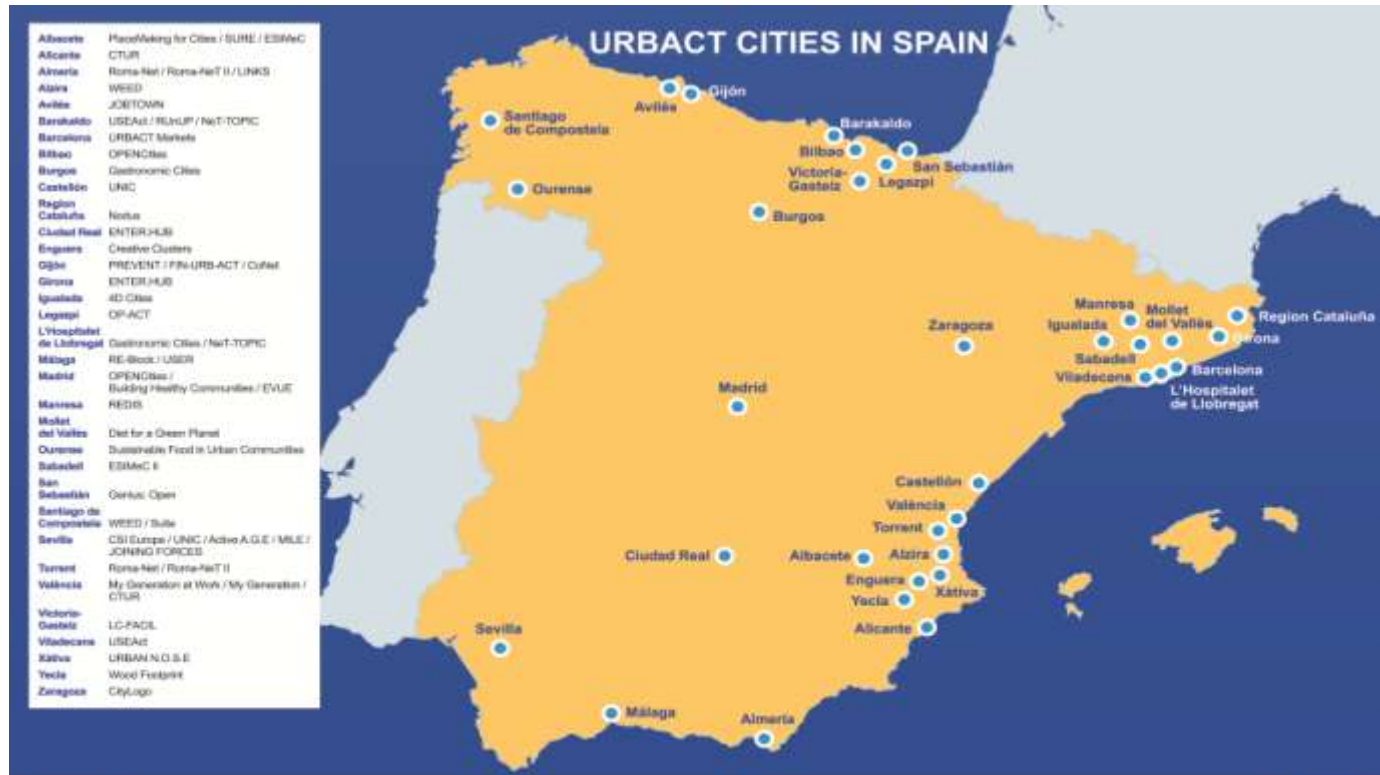 URBACT CITIES IN SPAIN
Albacete PlaceMaking for Cities / SURE / ESIMeC
Alicante CTUR
Almería Roma-Net / Roma-NeT II / LINKS
Alzira WEED
Avilés JOBTOWN
Barakaldo USEAct / RUnUP / NeT-TOPIC
Barcelona URBACT Markets
Bilbao OPENCities
Burgos Gastronomic Cities
Castellón UNIC
Region
Cataluña Nodus
Ciudad Real ENTER.HUB
Enguera Creative Clusters
Gijón PREVENT / FIN-URB-ACT / CoNet
Girona ENTER.HUB
Igualada 4D Cities
Legazpi OP-ACT
L'Hospitalet
de Llobregat Gastronomic Cities / NeT-TOPIC
Málaga RE-Block / USER
Madrid OPENCities /
Building Healthy Communities / EVUE
Manresa REDIS
Mollet
del Valles Diet for a Green Planet
Ourense Sustainable Food in Urban Communities
Sabadell ESIMeC II
San
Sebastián Genius: Open
Santiago de
Compostela WEED / Suite
Sevilla CSI Europe / UNIC / Active A.G.E / MILE /
JOINING FORCES
Torrent Roma-Net / Roma-NeT II
València My Generation at Work / My Generation /
CTUR
Victoria-
Gasteiz LC-FACIL
Viladecans USEAct
Xàtiva URBAN N.O.S.E
Yecla Wood Footprint
Zaragoza CityLogo
Avilés
Gijón
Santiago
de Compostela
Barakaldo
Bilbao
San Sebastián
Victoria-
Gasteiz
Legazpi
Ourense
Burgos
Manresa
Mollet
del Vallès
Region Cataluña
Igualada
Zaragoza
Girona
Sabadell
Viladecans
Barcelona
L'Hospitalet
de Llobregat
Madrid
Castellón
València
Torrent
Ciudad Real
Albacete
Alzira
Enguera
Xàtiva
Yecla
Alicante
Sevilla
Málaga
Almería